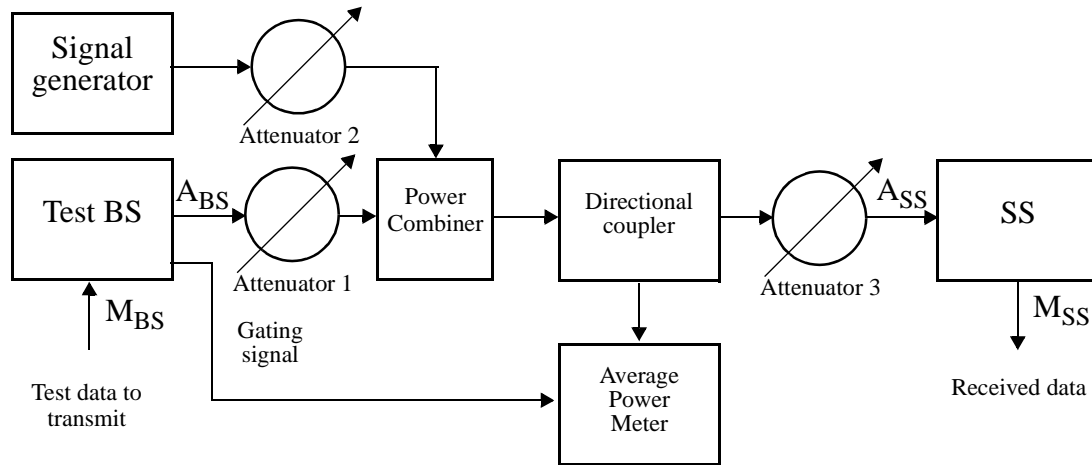 Signal
generator
Attenuator 2
Test BS
A_BS
Attenuator 1
Power
Combiner
Directional
coupler
Attenuator 3
A_SS
SS
M_BS
Gating
signal
M_SS
Test data to
transmit
Average
Power
Meter
Received data